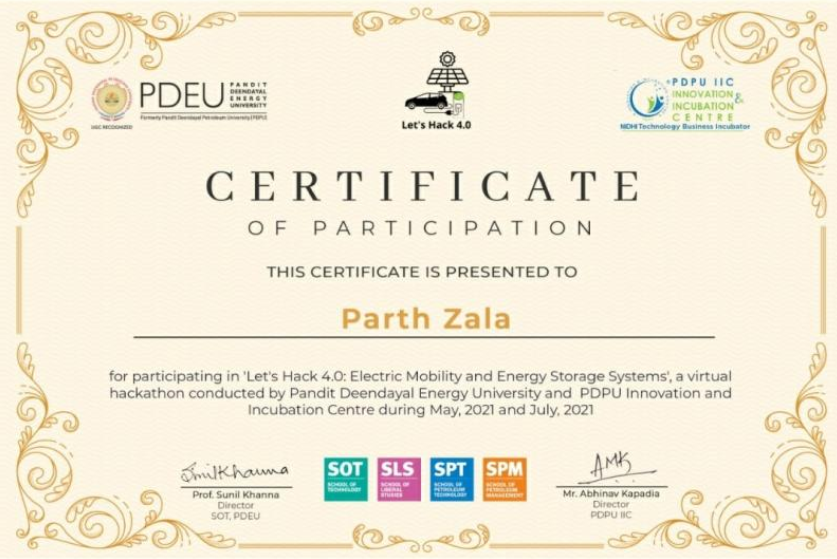 PDEU
PANDIT
DEENDAYAL
ENERGY
UNIVERSITY
Formerly Pandit Deendayal Petroleum University (PDPU)
UGC RECOGNIZED
Let's Hack 4.0
PDPU IIC
INNOVATION &
INCUBATION
CENTRE
NIDHI Technology Business Incubator
CERTIFICATE
OF PARTICIPATION
THIS CERTIFICATE IS PRESENTED TO
Parth Zala
for participating in 'Let's Hack 4.0: Electric Mobility and Energy Storage Systems', a virtual
hackathon conducted by Pandit Deendayal Energy University and PDPU Innovation and
Incubation Centre during May, 2021 and July, 2021
SmitKhanna
Prof. Sunil Khanna
Director
SOT, PDEU
SOT
SCHOOL OF
TECHNOLOGY
SLS
SCHOOL OF
LIBERAL
STUDIES
SPT
SCHOOL OF
PETROLEUM
TECHNOLOGY
SPM
SCHOOL OF
PETROLEUM
MANAGEMENT
AMK
Mr. Abhinav Kapadia
Director
PDPU IIC